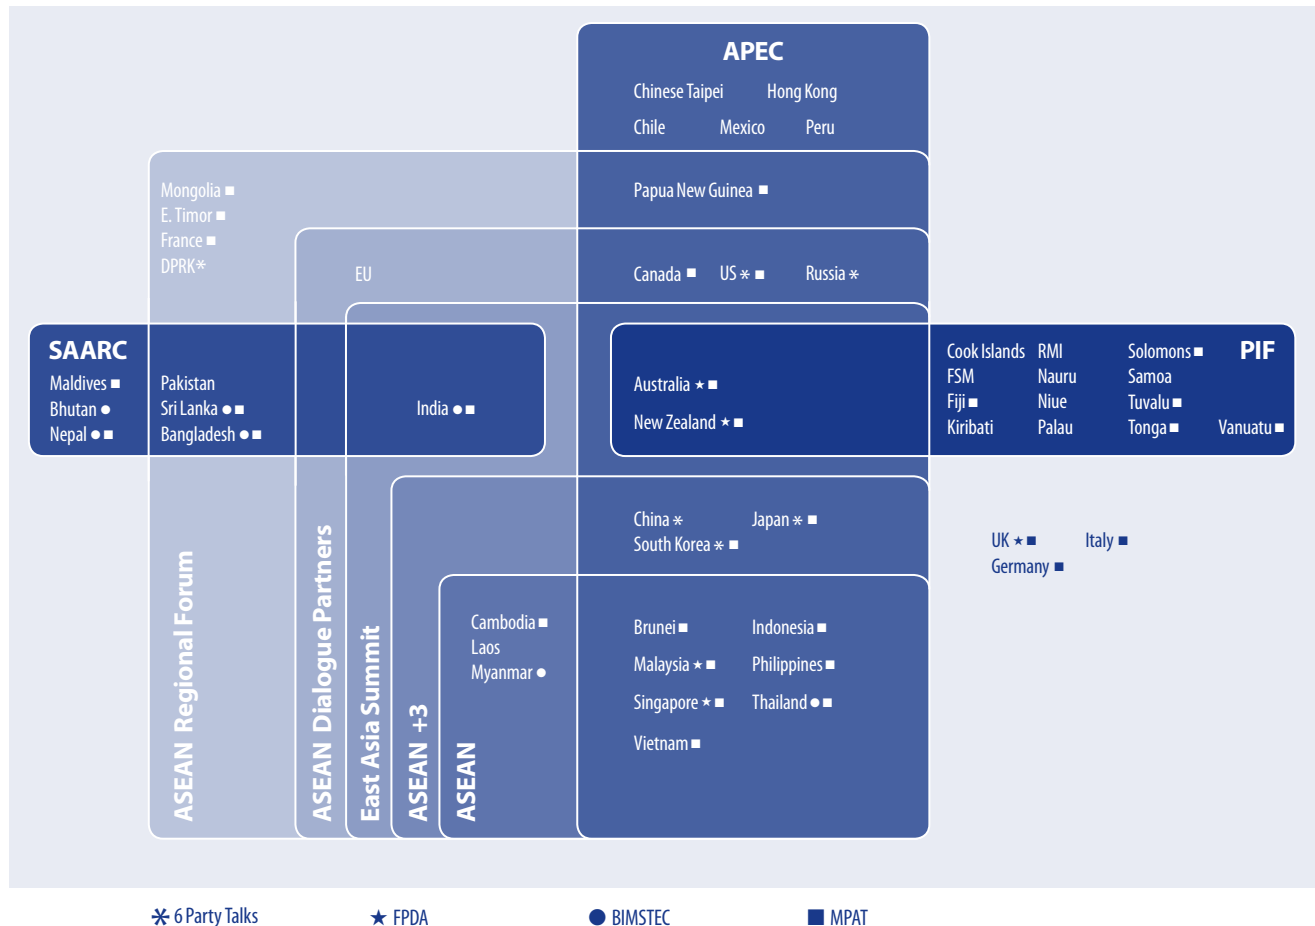 APEC
Chinese Taipei Hong Kong
Chile Mexico Peru
Mongolia ■
E. Timor ■
France ■
DPRK *
Papua New Guinea ■
EU
Canada ■ US * ■ Russia *
SAARC
Maldives ■
Bhutan ●
Nepal ● ■
Pakistan
Sri Lanka ● ■
Bangladesh ● ■
India ● ■
Australia ★ ■
New Zealand ★ ■
PIF
Cook Islands RMI Solomons ■
FSM Nauru Samoa
Fiji ■ Niue Tuvalu ■
Kiribati Palau Tonga ■ Vanuatu ■
China * Japan * ■
South Korea * ■
UK ★ ■ Italy ■
Germany ■
Cambodia ■
Laos
Myanmar ●
Brunei ■ Indonesia ■
Malaysia ★ ■ Philippines ■
Singapore ★ ■ Thailand ● ■
Vietnam ■
ASEAN Regional Forum
ASEAN Dialogue Partners
East Asia Summit
ASEAN +3
ASEAN
* 6 Party Talks ★ FPDA ● BIMSTEC ■ MPAT